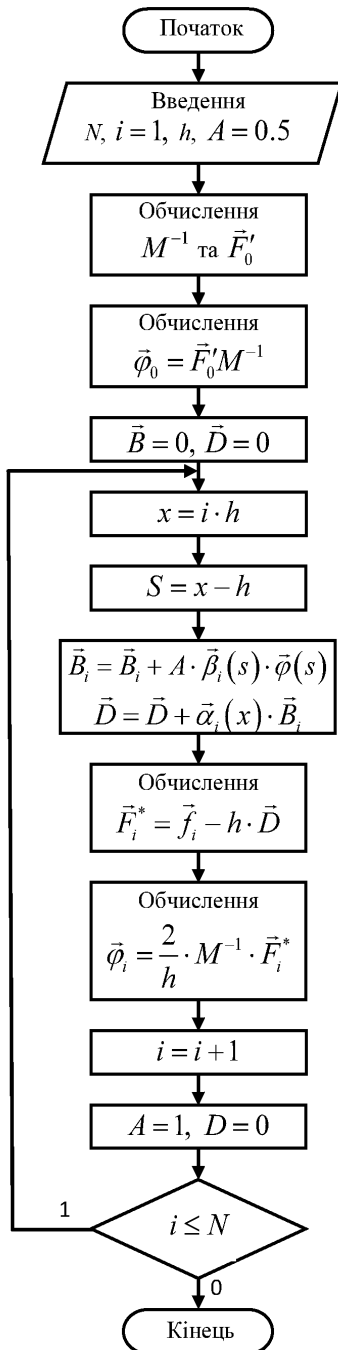 Початок
Введення
N, i = 1, h, A = 0.5
Обчислення
M⁻¹ та F⃗₀′
Обчислення
φ⃗₀ = F⃗₀′M⁻¹
B⃗ = 0, D⃗ = 0
x = i · h
S = x − h
B⃗ᵢ = B⃗ᵢ + A · β⃗ᵢ(s) · φ⃗(s)
D⃗ = D⃗ + α⃗ᵢ(x) · B⃗ᵢ
Обчислення
F⃗ᵢ* = f⃗ᵢ − h · D⃗
Обчислення
φ⃗ᵢ = 2/h · M⁻¹ · F⃗ᵢ*
i = i + 1
A = 1, D = 0
1
i ≤ N
0
Кінець